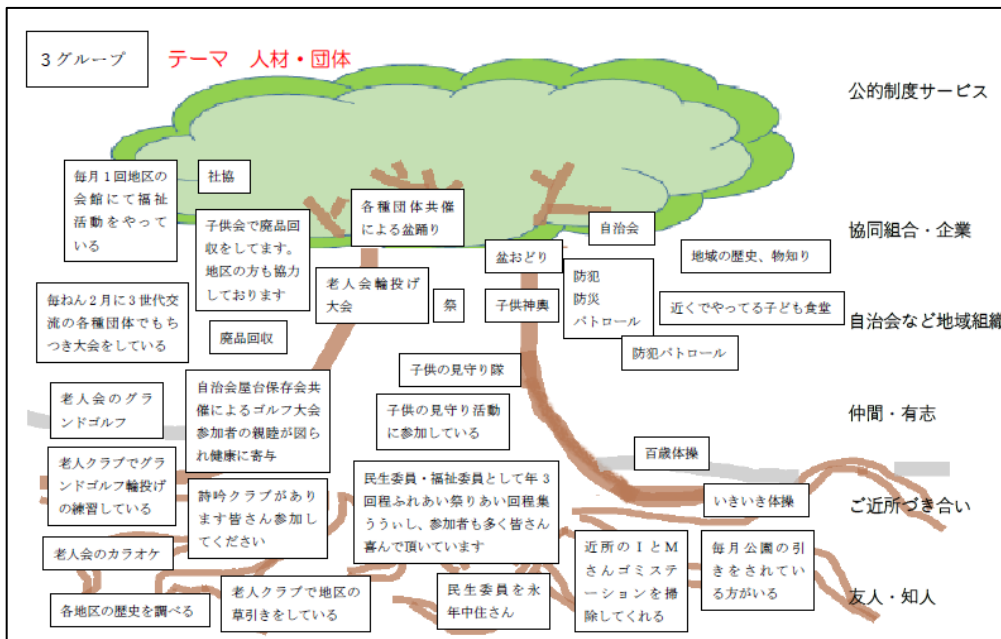 3グループ
テーマ　人材・団体
公的制度サービス
毎月1回地区の
会館にて福祉
活動をやって
いる
社協
子供会で廃品回
収をしてます。
地区の方も協力
しております
各種団体共催
による盆踊り
自治会
協同組合・企業
盆おどり
地域の歴史、物知り
毎ねん2月に3世代交
流の各種団体でもち
つき大会をしている
老人会輪投げ
大会
祭
子供神輿
防犯
防災
パトロール
近くでやってる子ども食堂
自治会など地域組織
廃品回収
防犯パトロール
子供の見守り隊
老人会のグラ
ンドゴルフ
自治会屋台保存会共
催によるゴルフ大会
参加者の親睦が図ら
れ健康に寄与
子供の見守り活動
に参加している
仲間・有志
百歳体操
老人クラブでグラ
ンドゴルフ輪投げ
の練習している
詩吟クラブがあり
ます皆さん参加し
てください
民生委員・福祉委員として年3
回程ふれあい祭りあい回程集
ううぃし、参加者も多く皆さん
喜んで頂いています
いきいき体操
ご近所づき合い
老人会のカラオケ
近所のIとM
さんゴミステ
ーションを掃
除してくれる
毎月公園の引
きをされてい
る方がいる
各地区の歴史を調べる
老人クラブで地区の
草引きをしている
民生委員を永
年中住さん
友人・知人